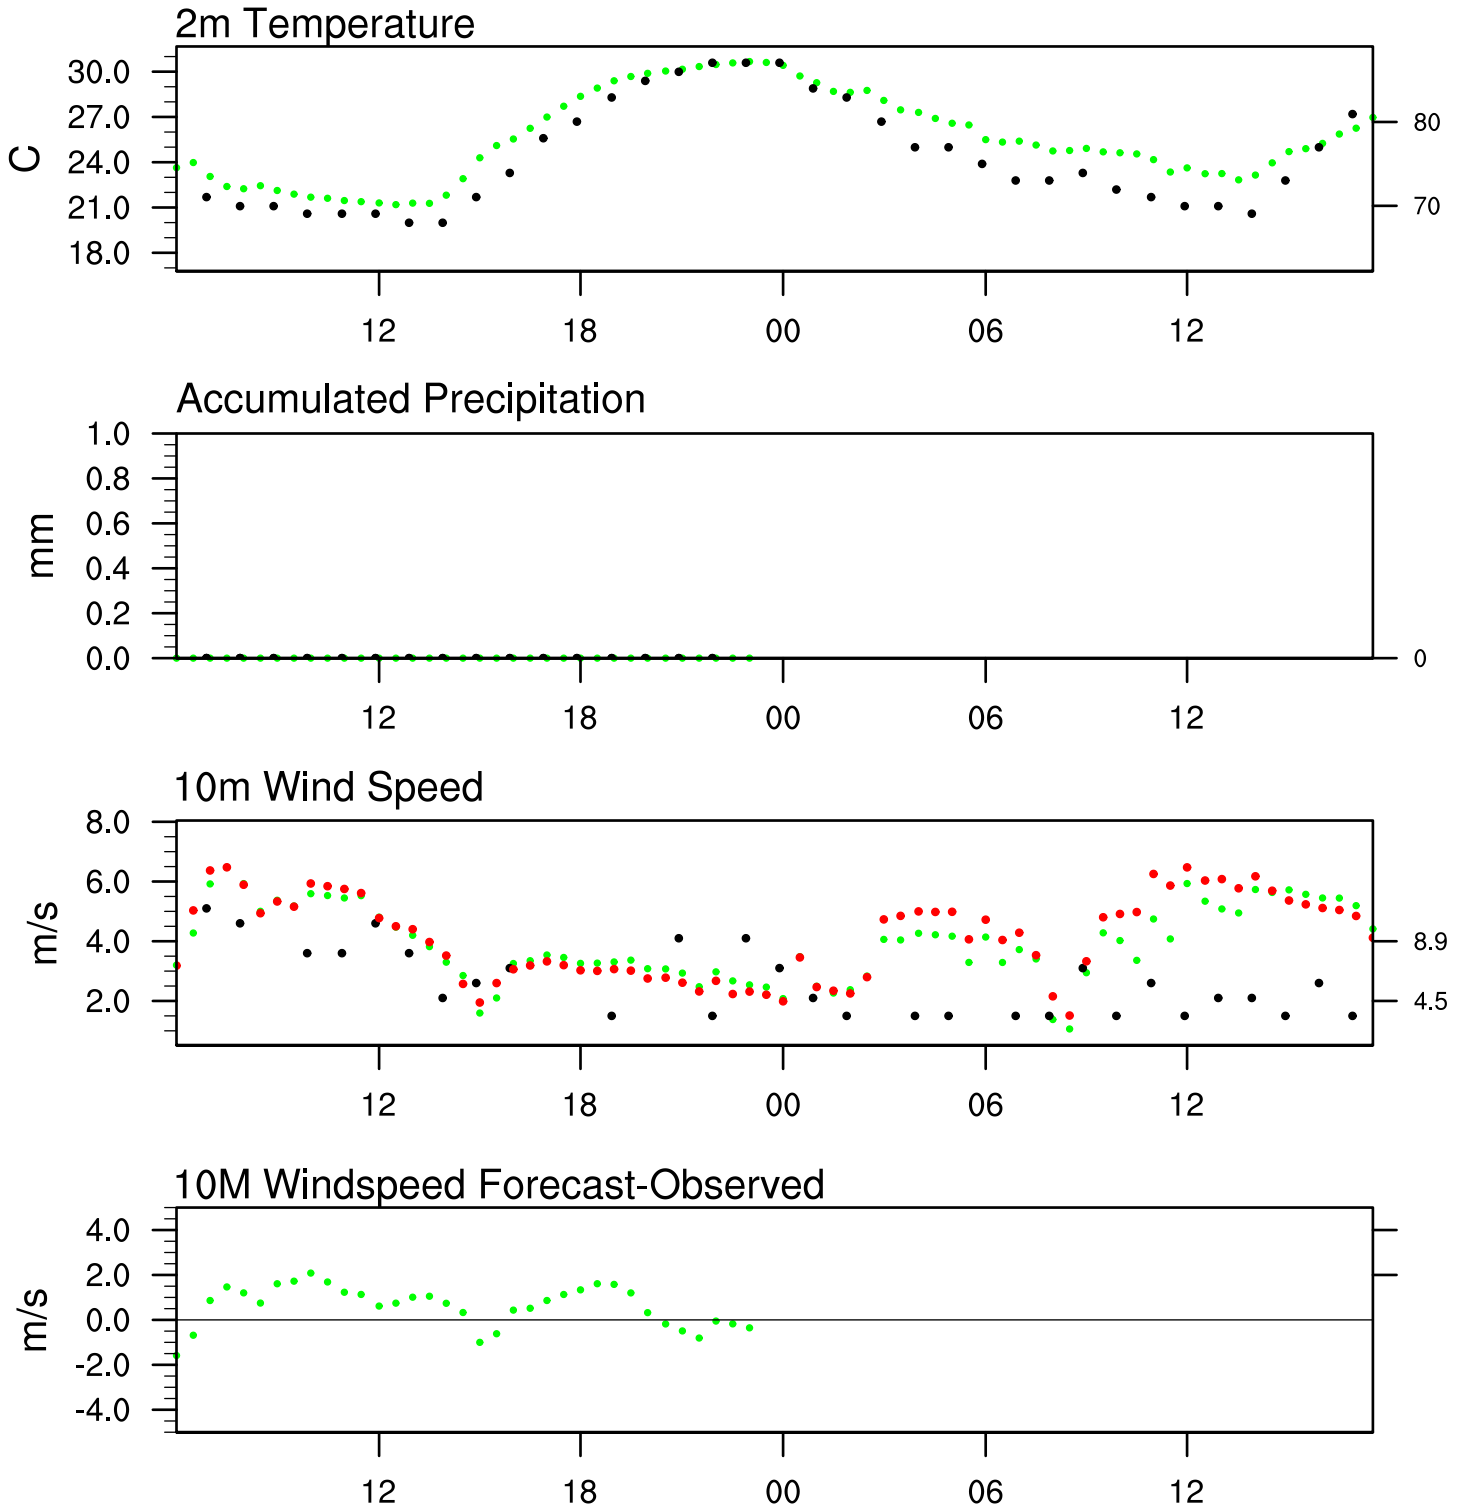 2m Temperature
30.0
27.0
24.0
21.0
18.0
C
80
70
12 18 00 06 12
Accumulated Precipitation
1.0
0.8
0.6
0.4
0.2
0.0
mm
0
12 18 00 06 12
10m Wind Speed
8.0
6.0
4.0
2.0
m/s
8.9
4.5
12 18 00 06 12
10M Windspeed Forecast-Observed
4.0
2.0
0.0
-2.0
-4.0
m/s
12 18 00 06 12